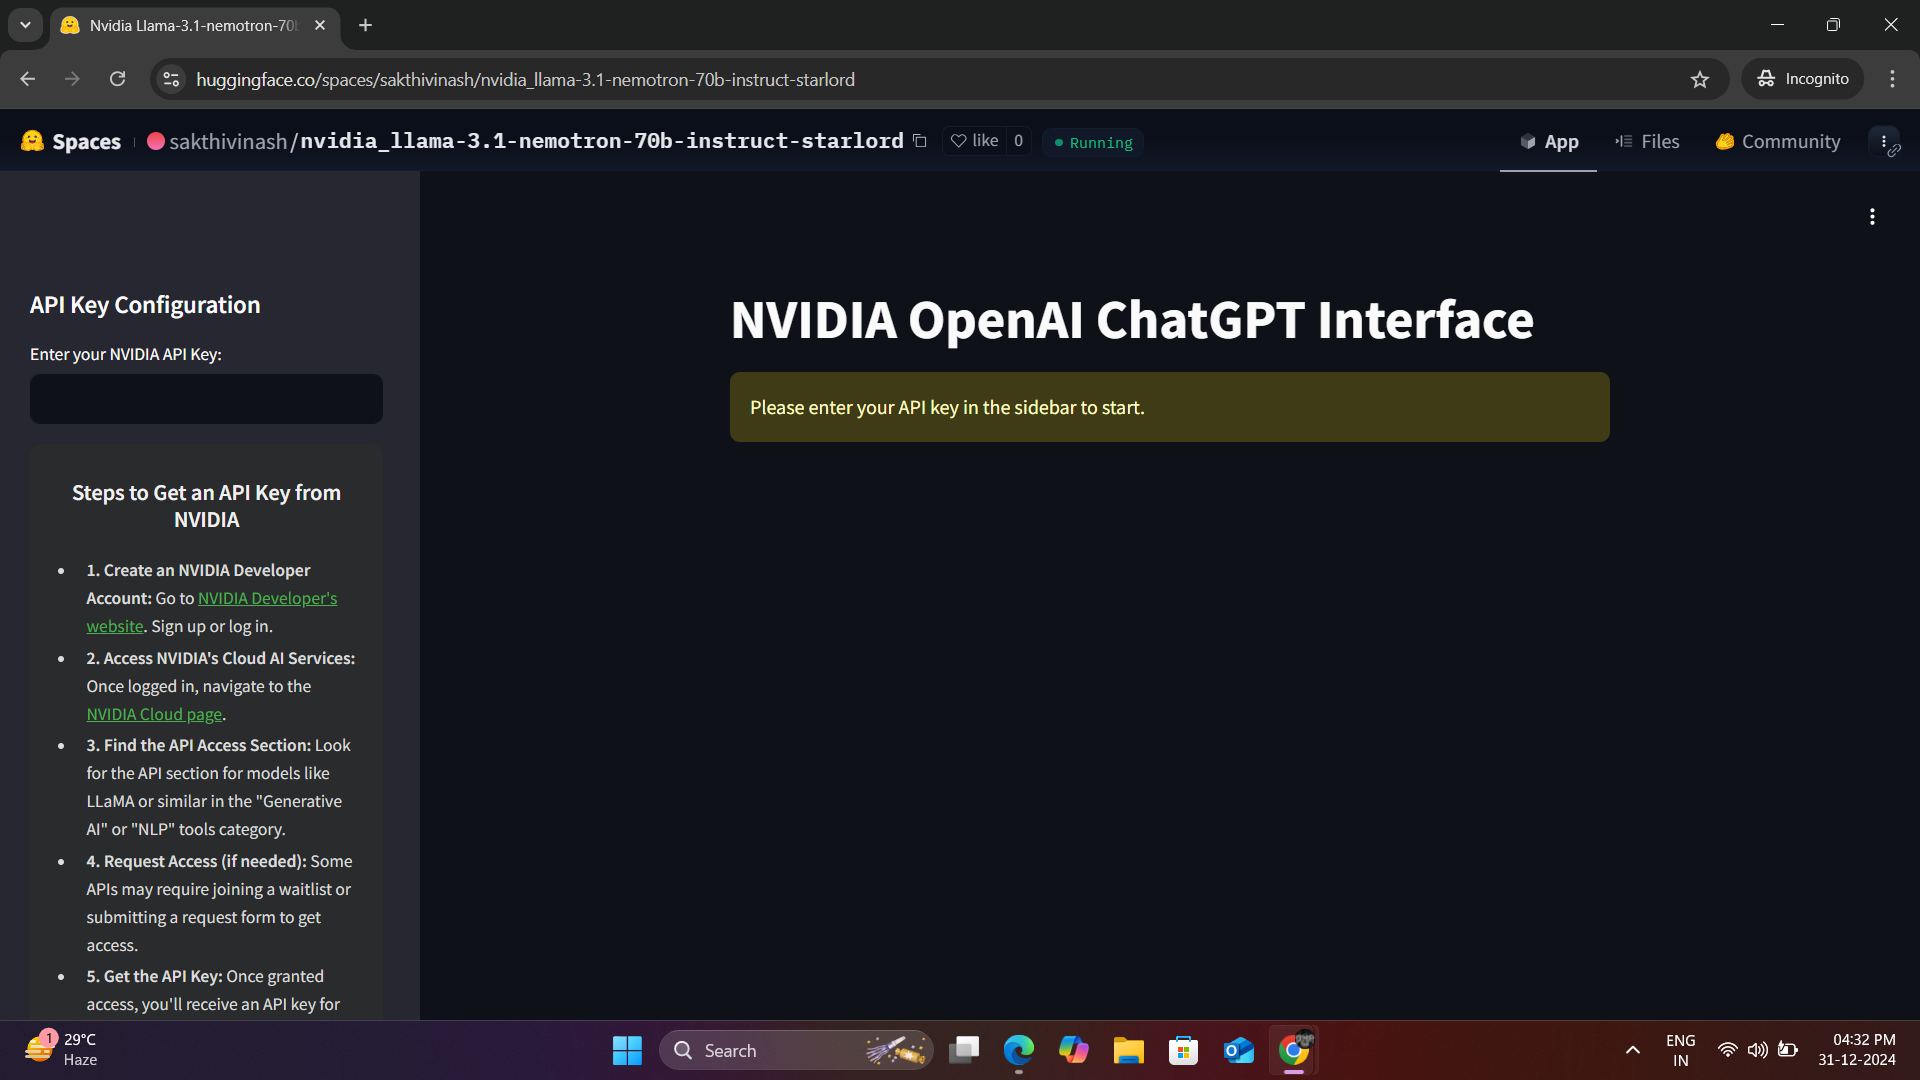 Nvidia Llama-3.1-nemotron-70b
huggingface.co/spaces/sakthivinash/nvidia_llama-3.1-nemotron-70b-instruct-starlord
Incognito
Spaces
sakthivinash/nvidia_llama-3.1-nemotron-70b-instruct-starlord
like 0
Running
App
Files
Community
API Key Configuration
Enter your NVIDIA API Key:
Steps to Get an API Key from
NVIDIA
1. Create an NVIDIA Developer
Account: Go to NVIDIA Developer's
website. Sign up or log in.
2. Access NVIDIA's Cloud AI Services:
Once logged in, navigate to the
NVIDIA Cloud page.
3. Find the API Access Section: Look
for the API section for models like
LLaMA or similar in the "Generative
AI" or "NLP" tools category.
4. Request Access (if needed): Some
APIs may require joining a waitlist or
submitting a request form to get
access.
5. Get the API Key: Once granted
access, you'll receive an API key for
NVIDIA OpenAI ChatGPT Interface
Please enter your API key in the sidebar to start.
1
29°C
Haze
Search
ENG
IN
04:32 PM
31-12-2024